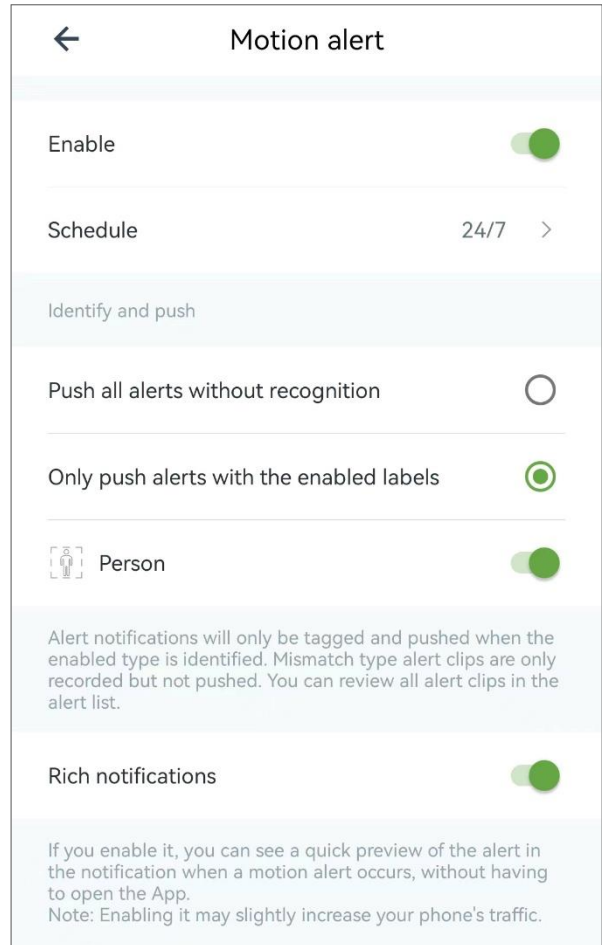 Motion alert
Enable
Schedule 24/7
Identify and push
Push all alerts without recognition
Only push alerts with the enabled labels
Person
Alert notifications will only be tagged and pushed when the
enabled type is identified. Mismatch type alert clips are only
recorded but not pushed. You can review all alert clips in the
alert list.
Rich notifications
If you enable it, you can see a quick preview of the alert in
the notification when a motion alert occurs, without having
to open the App.
Note: Enabling it may slightly increase your phone's traffic.